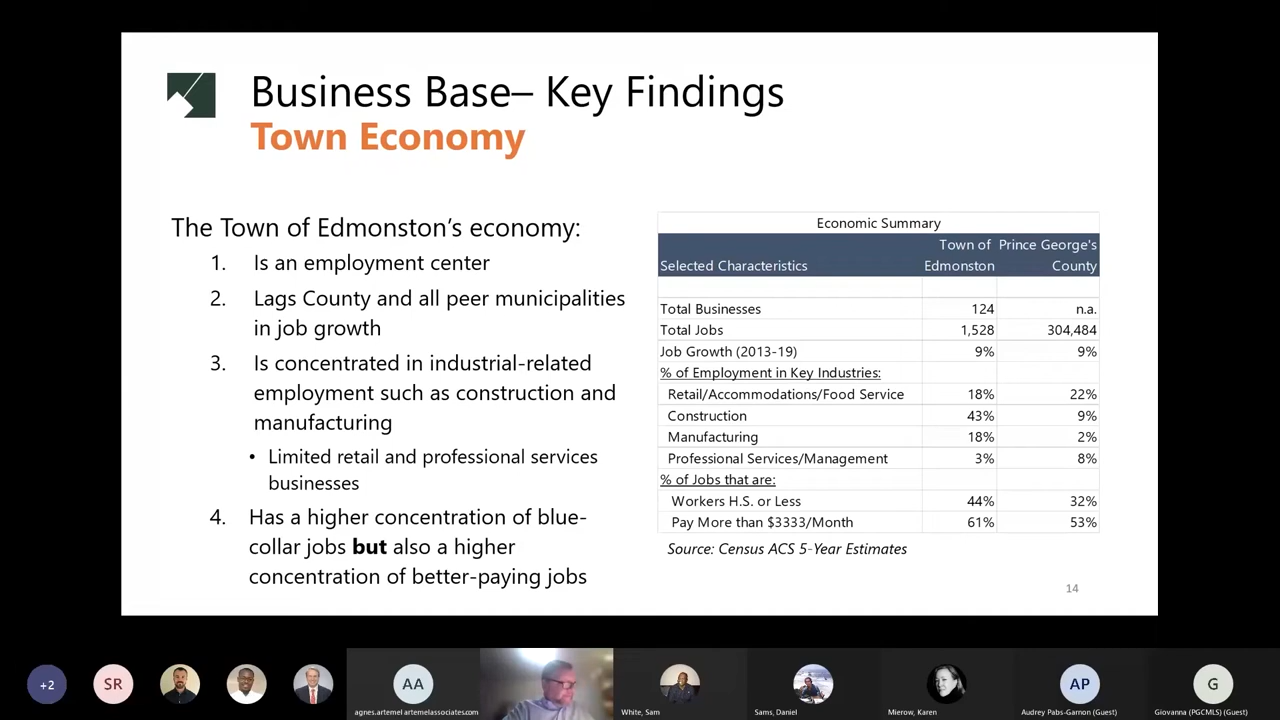 Business Base– Key Findings
Town Economy
The Town of Edmonston's economy:
1. Is an employment center
2. Lags County and all peer municipalities
in job growth
3. Is concentrated in industrial-related
employment such as construction and
manufacturing
• Limited retail and professional services
businesses
4. Has a higher concentration of blue-
collar jobs but also a higher
concentration of better-paying jobs
Economic Summary
Town of Prince George's
Selected Characteristics Edmonston County
Total Businesses 124 n.a.
Total Jobs 1,528 304,484
Job Growth (2013-19) 9% 9%
% of Employment in Key Industries:
Retail/Accommodations/Food Service 18% 22%
Construction 43% 9%
Manufacturing 18% 2%
Professional Services/Management 3% 8%
% of Jobs that are:
Workers H.S. or Less 44% 32%
Pay More than $3333/Month 61% 53%
Source: Census ACS 5-Year Estimates
14
+2 SR AA AP G
agnes.artemel artemelassociates.com White, Sam Sams, Daniel Mierow, Karen Audrey Pabs-Garnon (Guest) Giovanna (PGCMLS) (Guest)